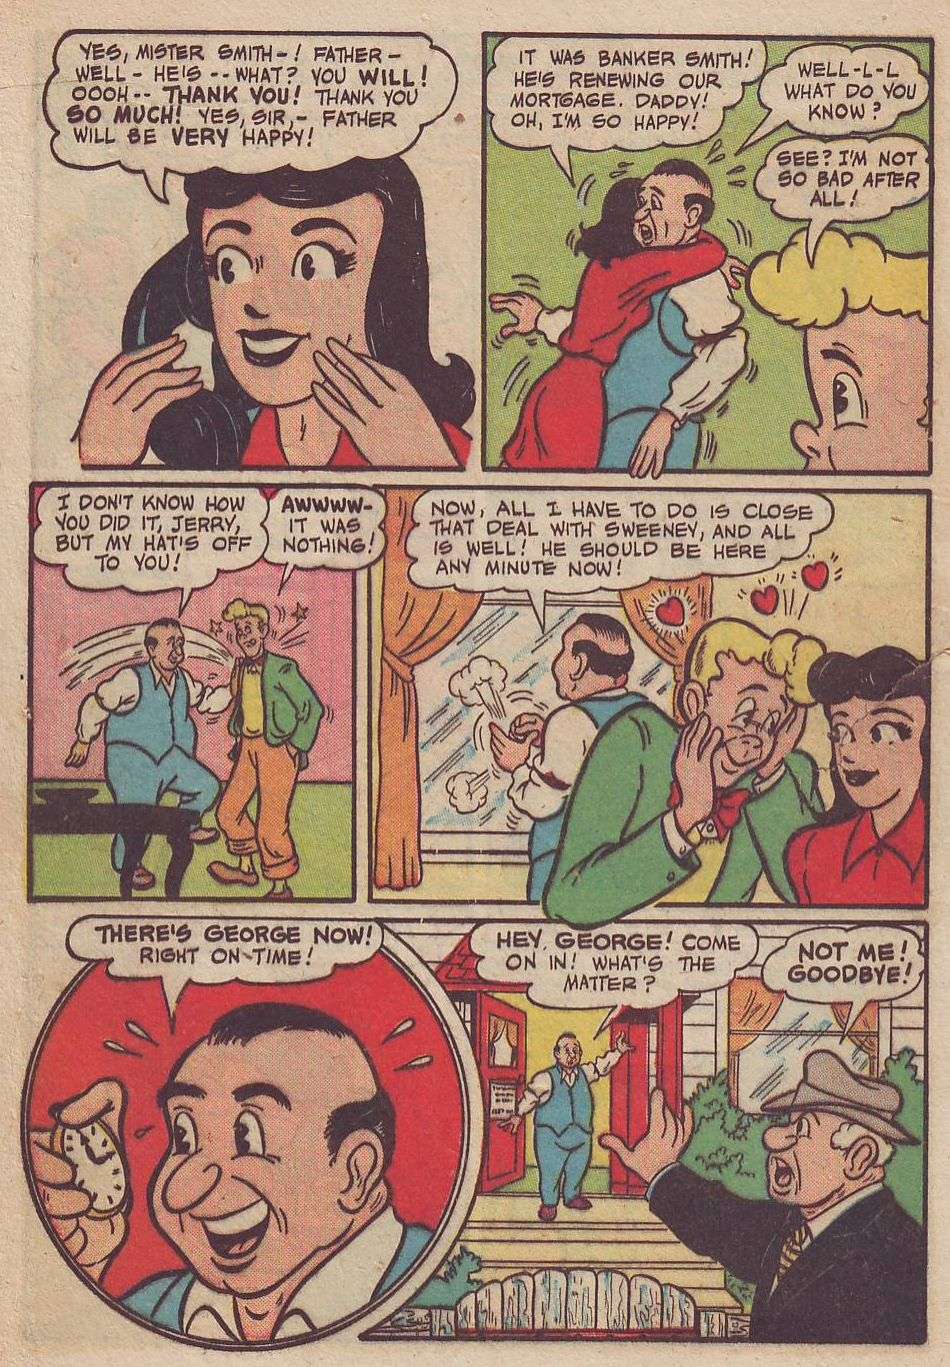 YES, MISTER SMITH-! FATHER-
WELL- HE'S -- WHAT? YOU WILL!
OOOH-- THANK YOU! THANK YOU
SO MUCH! YES, SIR,- FATHER
WILL BE VERY HAPPY!
IT WAS BANKER SMITH!
HE'S RENEWING OUR
MORTGAGE. DADDY!
OH, I'M SO HAPPY!
WELL-L-L
WHAT DO YOU
KNOW?
SEE? I'M NOT
SO BAD AFTER
ALL!
I DON'T KNOW HOW
YOU DID IT, JERRY,
BUT MY HAT'S OFF
TO YOU!
AWWWW-
IT WAS
NOTHING!
NOW, ALL I HAVE TO DO IS CLOSE
THAT DEAL WITH SWEENEY, AND ALL
IS WELL! HE SHOULD BE HERE
ANY MINUTE NOW!
THERE'S GEORGE NOW!
RIGHT ON TIME!
HEY, GEORGE! COME
ON IN! WHAT'S THE
MATTER?
NOT ME!
GOODBYE!